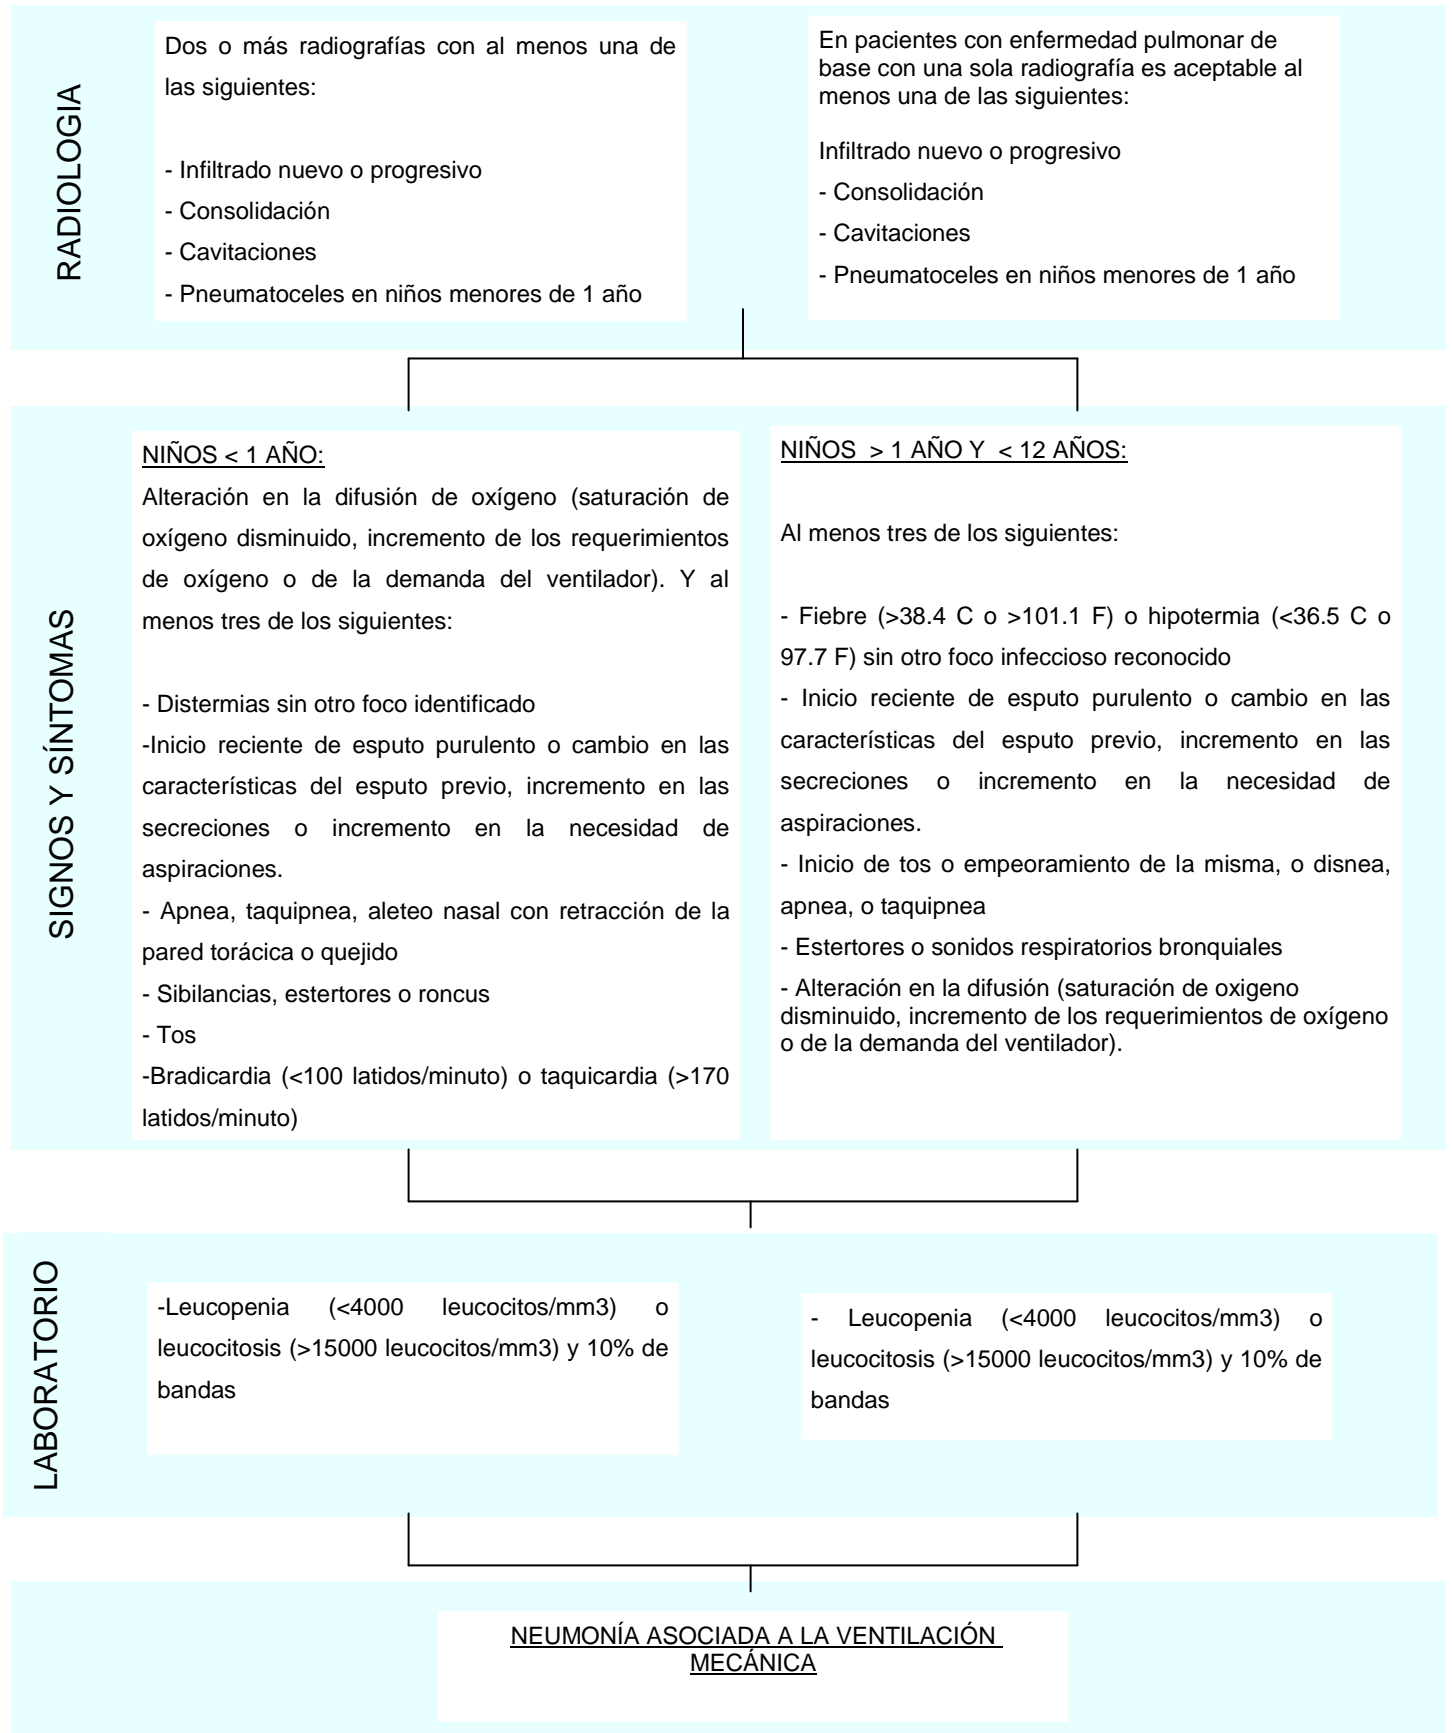 RADIOLOGIA
Dos o más radiografías con al menos una de
las siguientes:
- Infiltrado nuevo o progresivo
- Consolidación
- Cavitaciones
- Pneumatoceles en niños menores de 1 año
En pacientes con enfermedad pulmonar de
base con una sola radiografía es aceptable al
menos una de las siguientes:
Infiltrado nuevo o progresivo
- Consolidación
- Cavitaciones
- Pneumatoceles en niños menores de 1 año
SIGNOS Y SÍNTOMAS
NIÑOS < 1 AÑO:
Alteración en la difusión de oxígeno (saturación de
oxígeno disminuido, incremento de los requerimientos
de oxígeno o de la demanda del ventilador). Y al
menos tres de los siguientes:
- Distermias sin otro foco identificado
-Inicio reciente de esputo purulento o cambio en las
características del esputo previo, incremento en las
secreciones o incremento en la necesidad de
aspiraciones.
- Apnea, taquipnea, aleteo nasal con retracción de la
pared torácica o quejido
- Sibilancias, estertores o roncus
- Tos
-Bradicardia (<100 latidos/minuto) o taquicardia (>170
latidos/minuto)
NIÑOS > 1 AÑO Y < 12 AÑOS:
Al menos tres de los siguientes:
- Fiebre (>38.4 C o >101.1 F) o hipotermia (<36.5 C o
97.7 F) sin otro foco infeccioso reconocido
- Inicio reciente de esputo purulento o cambio en las
características del esputo previo, incremento en las
secreciones o incremento en la necesidad de
aspiraciones.
- Inicio de tos o empeoramiento de la misma, o disnea,
apnea, o taquipnea
- Estertores o sonidos respiratorios bronquiales
- Alteración en la difusión (saturación de oxigeno
disminuido, incremento de los requerimientos de oxígeno
o de la demanda del ventilador).
LABORATORIO
-Leucopenia (<4000 leucocitos/mm3) o
leucocitosis (>15000 leucocitos/mm3) y 10% de
bandas
- Leucopenia (<4000 leucocitos/mm3) o
leucocitosis (>15000 leucocitos/mm3) y 10% de
bandas
NEUMONÍA ASOCIADA A LA VENTILACIÓN
MECÁNICA